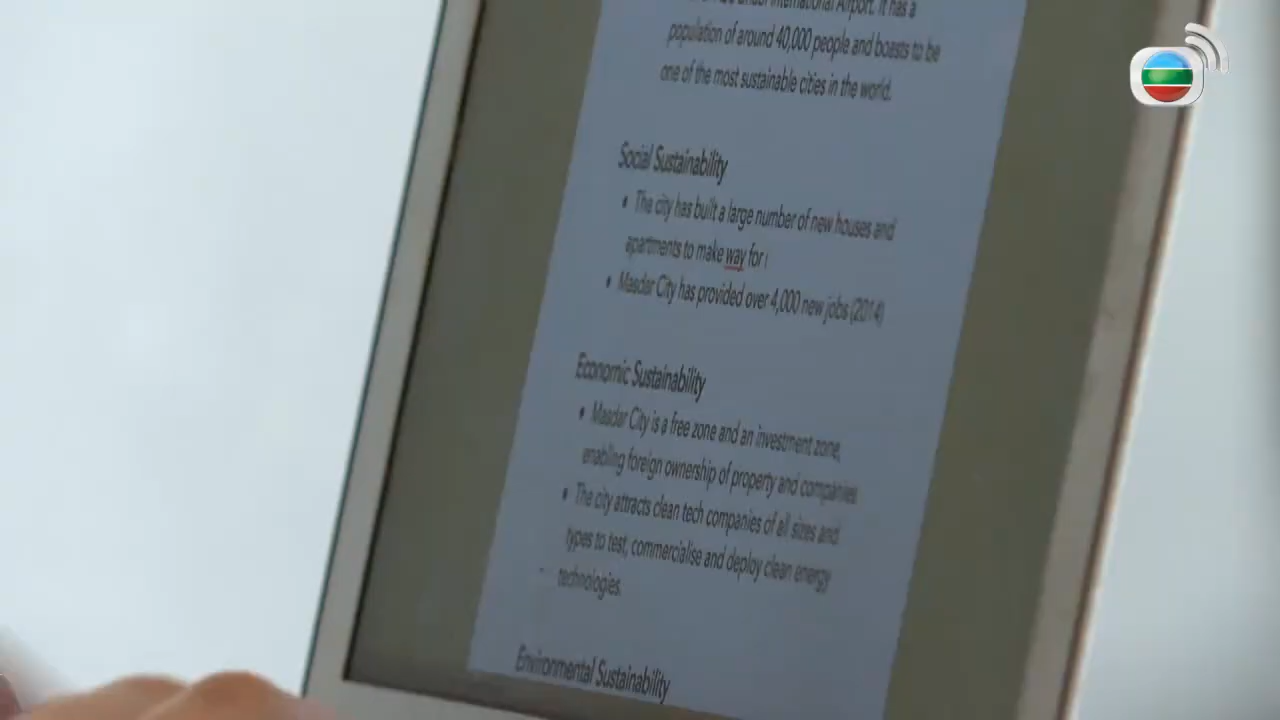 International Airport. It has a
population of around 40,000 people and boasts to be
one of the most sustainable cities in the world.
Social Sustainability
• The city has built a large number of new houses and
apartments to make way for
• Masdar City has provided over 4,000 new jobs (2014)
Economic Sustainability
• Masdar City is a free zone and an investment zone,
enabling foreign ownership of property and companies
• The city attracts clean tech companies of all sizes and
types to test, commercialise and deploy clean energy
technologies.
Environmental Sustainability